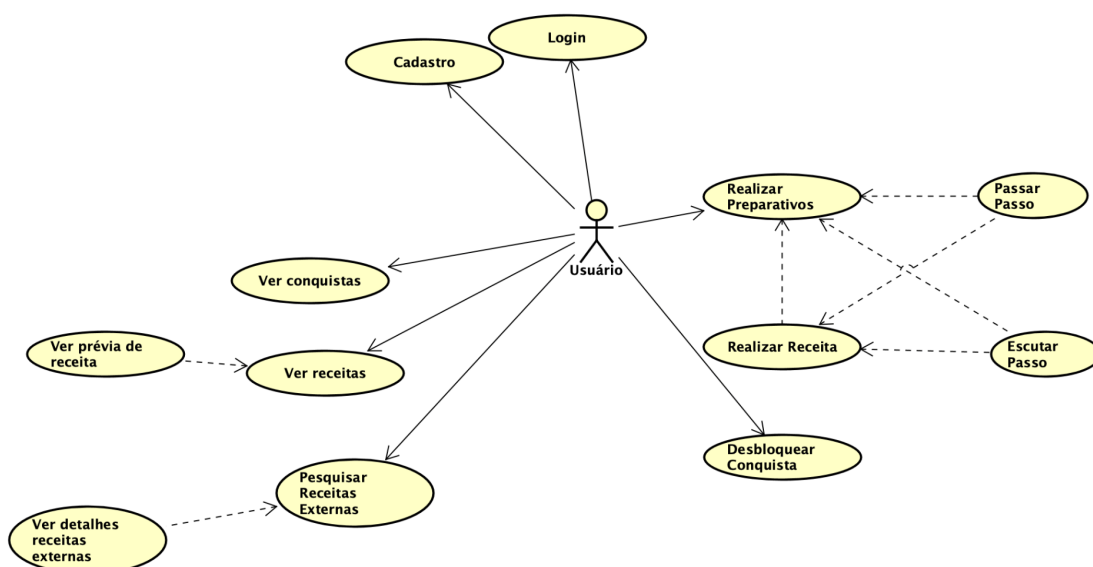 Login
Cadastro
Realizar
Preparativos
Passar
Passo
Usuário
Ver conquistas
Ver prévia de
receita
Ver receitas
Realizar Receita
Escutar
Passo
Desbloquear
Conquista
Pesquisar
Receitas
Externas
Ver detalhes
receitas
externas